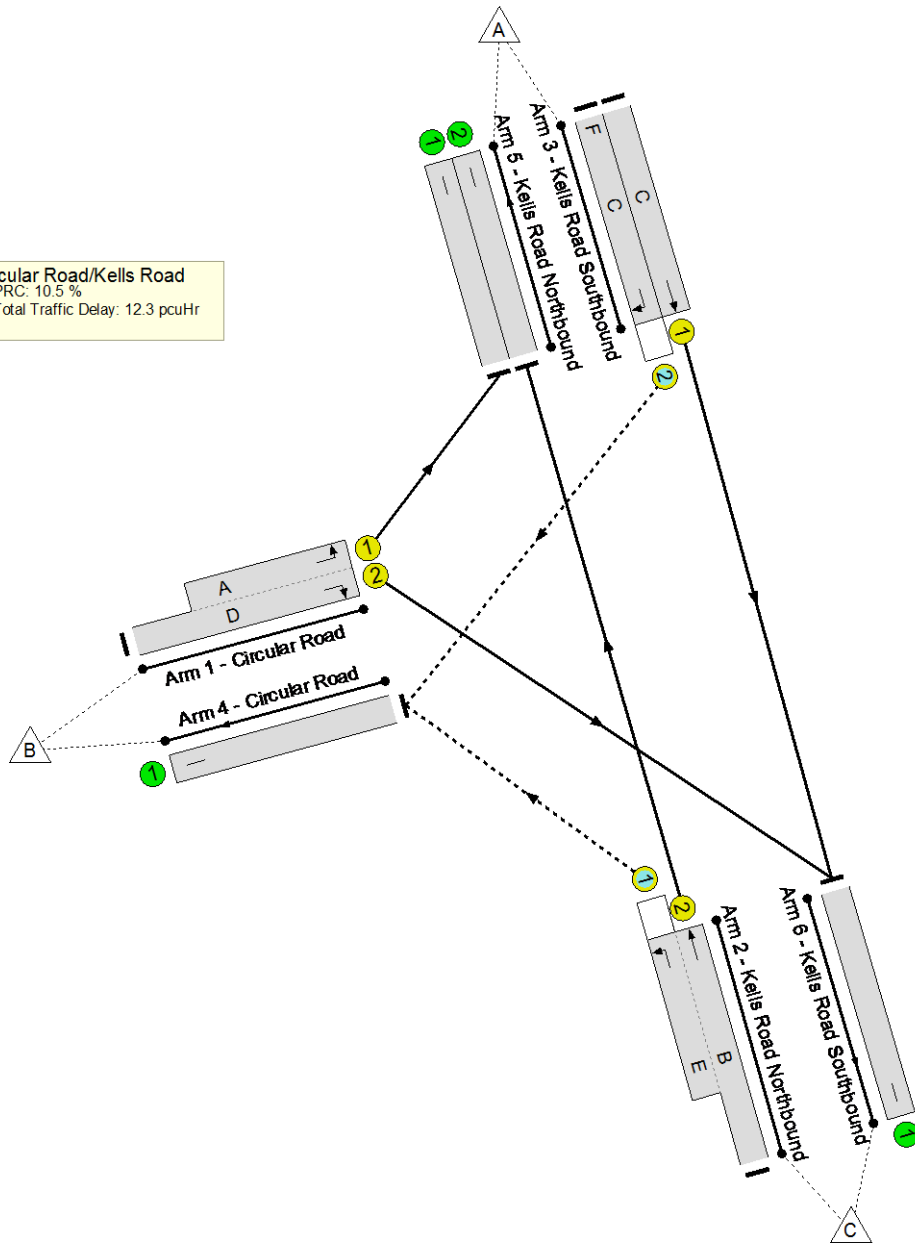 A
Arm 3 - Kells Road Southbound
F
C
C
1
2
Arm 5 - Kells Road Northbound
cular Road/Kells Road
PRC: 10.5 %
Total Traffic Delay: 12.3 pcuHr
1
2
1
2
A
D
Arm 1 - Circular Road
Arm 4 - Circular Road
B
1
1
2
Arm 2 - Kells Road Northbound
Arm 6 - Kells Road Southbound
B
E
1
C